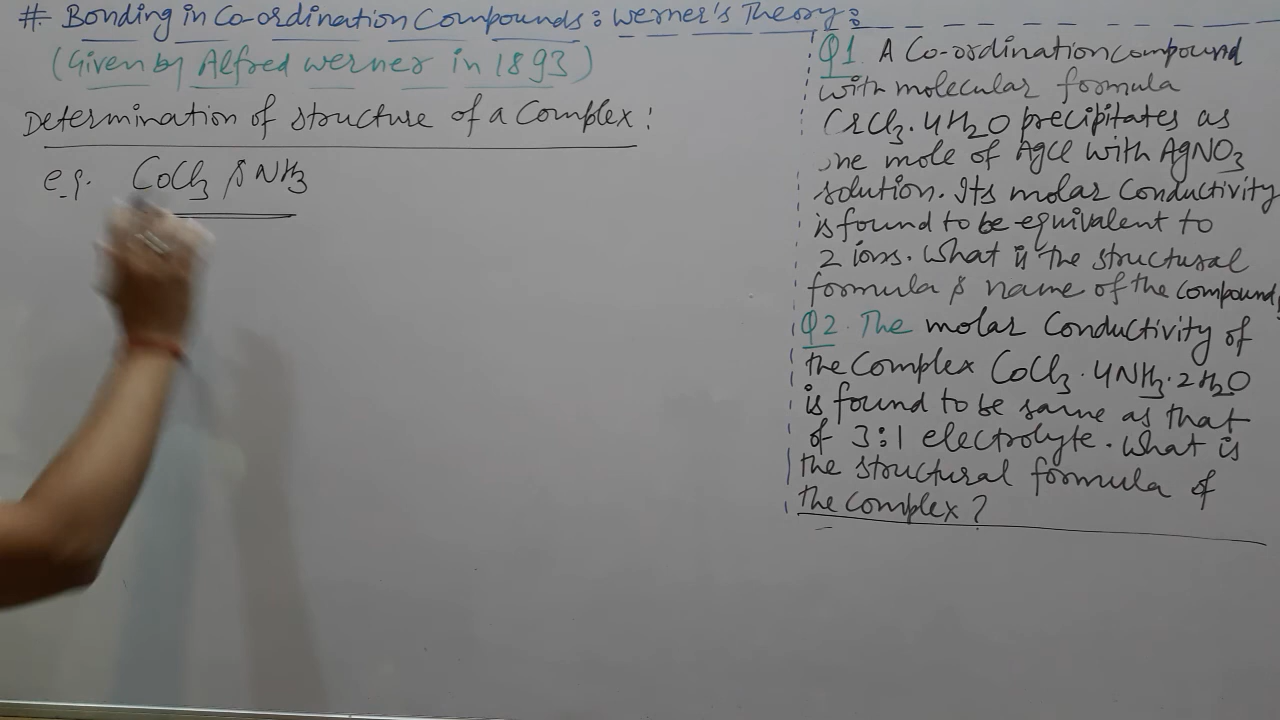 # Bonding in Co-ordination Compounds: Werner's Theory:
(Given by Alfred Werner in 1893)
Determination of structure of a Complex:
e.g. CoCl3 & NH3
Q1. A Co-ordination compound
with molecular formula
CrCl3.4H2O precipitates as
one mole of AgCl with AgNO3
solution. Its molar Conductivity
is found to be equivalent to
2 ions. What is the structural
formula & name of the compound,
Q2. The molar Conductivity of
the Complex CoCl3.4NH3.2H2O
is found to be same as that
of 3:1 electrolyte. What is
the structural formula of
the complex?